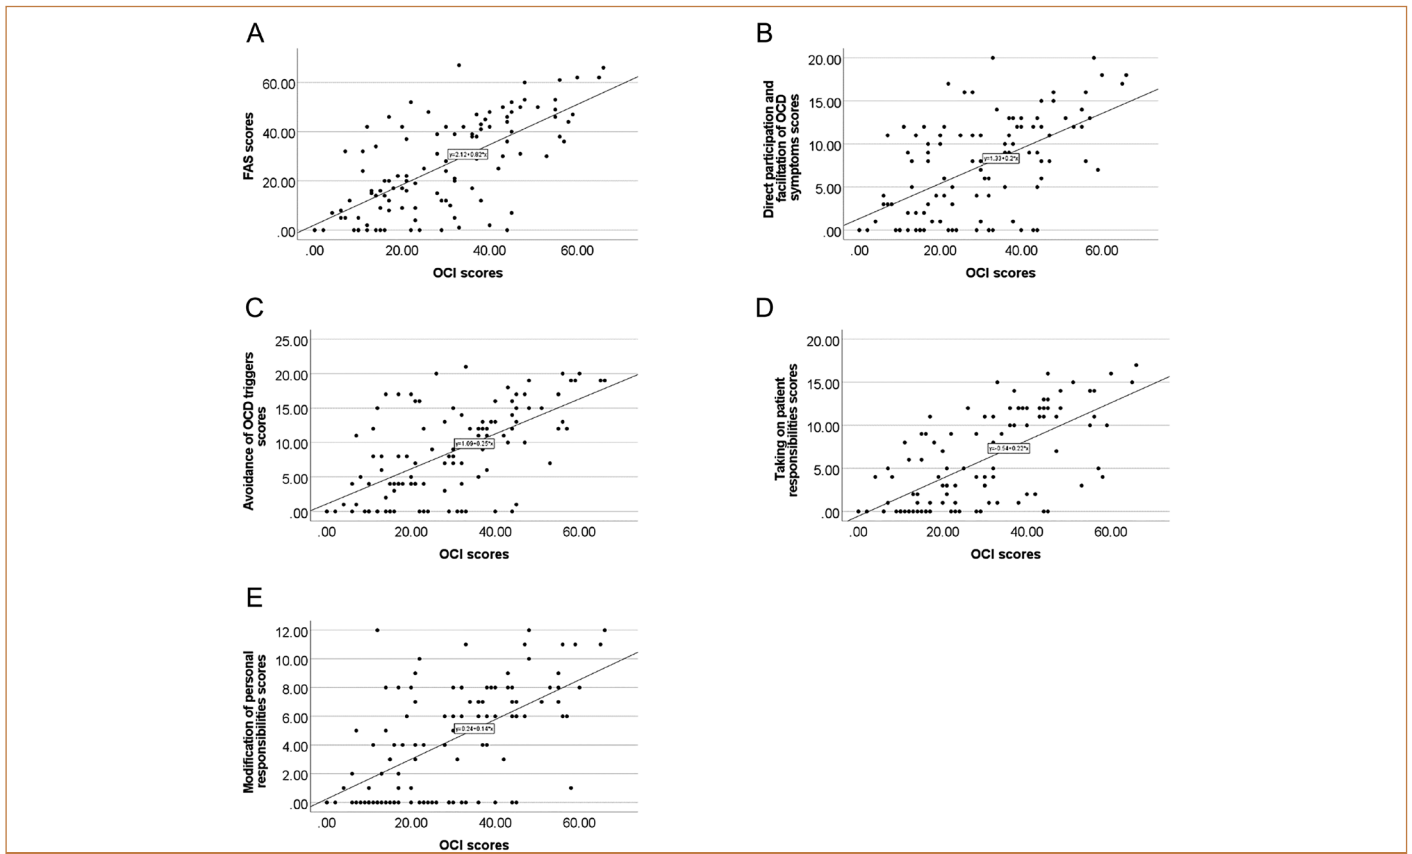 A
FAS scores
60.00
40.00
20.00
.00
y=2.12+0.82*x
.00 20.00 40.00 60.00
OCI scores
B
Direct participation and
facilitation of OCD
symptoms scores
20.00
15.00
10.00
5.00
.00
y=1.33+0.2*x
.00 20.00 40.00 60.00
OCI scores
C
Avoidance of OCD triggers
scores
25.00
20.00
15.00
10.00
5.00
.00
y=1.09+0.25*x
.00 20.00 40.00 60.00
OCI scores
D
Taking on patient
responsibilities scores
20.00
15.00
10.00
5.00
.00
y=-0.54+0.22*x
.00 20.00 40.00 60.00
OCI scores
E
Modification of personal
responsibilities scores
12.00
10.00
8.00
6.00
4.00
2.00
.00
y=0.24+0.14*x
.00 20.00 40.00 60.00
OCI scores